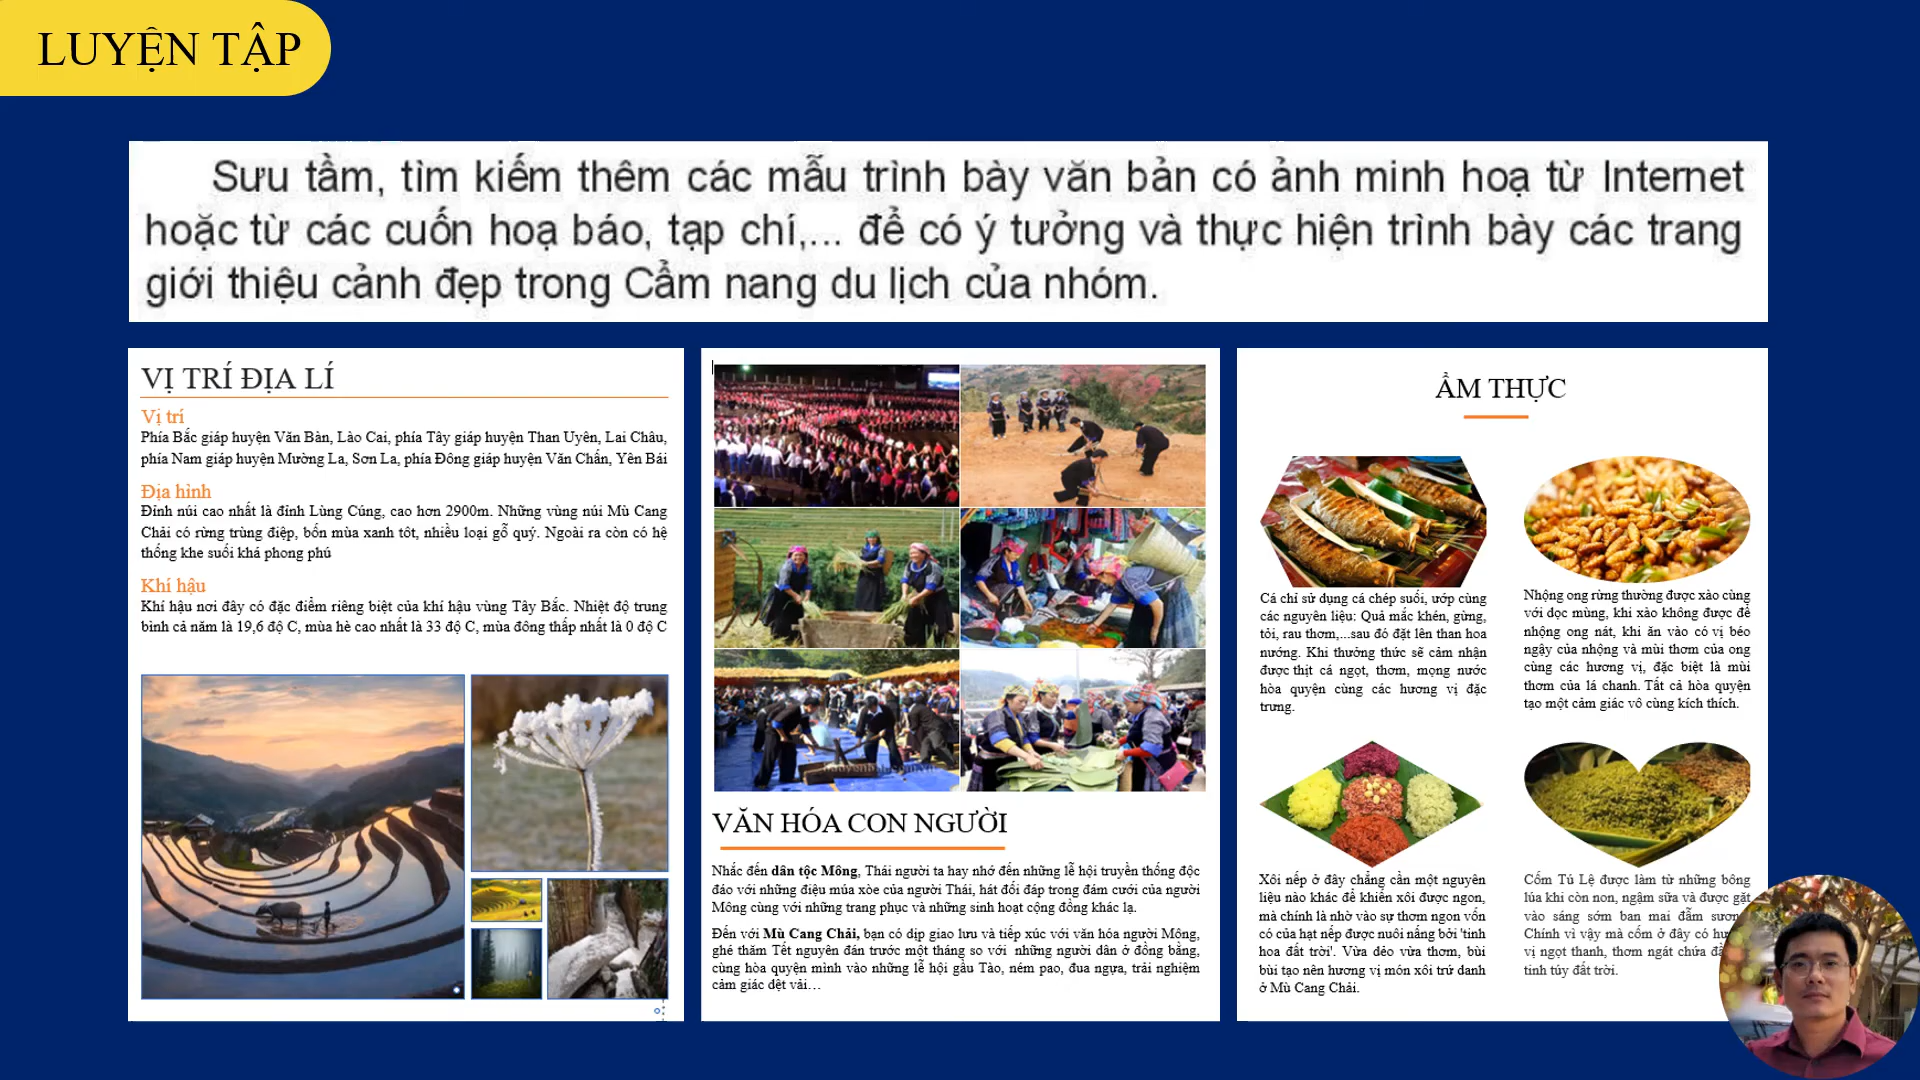 LUYỆN TẬP
Sưu tầm, tìm kiếm thêm các mẫu trình bày văn bản có ảnh minh hoạ từ Internet
hoặc từ các cuốn hoạ báo, tạp chí,... để có ý tưởng và thực hiện trình bày các trang
giới thiệu cảnh đẹp trong Cẩm nang du lịch của nhóm.
VỊ TRÍ ĐỊA LÍ
Vị trí
Phía Bắc giáp huyện Văn Bàn, Lào Cai, phía Tây giáp huyện Than Uyên, Lai Châu,
phía Nam giáp huyện Mường La, Sơn La, phía Đông giáp huyện Văn Chấn, Yên Bái
Địa hình
Đỉnh núi cao nhất là đỉnh Lùng Cúng, cao hơn 2900m. Những vùng núi Mù Cang
Chải có rừng trùng điệp, bốn mùa xanh tốt, nhiều loại gỗ quý. Ngoài ra còn có hệ
thống khe suối khá phong phú
Khí hậu
Khí hậu nơi đây có đặc điểm riêng biệt của khí hậu vùng Tây Bắc. Nhiệt độ trung
bình cả năm là 19,6 độ C, mùa hè cao nhất là 33 độ C, mùa đông thấp nhất là 0 độ C
VĂN HÓA CON NGƯỜI
Nhắc đến dân tộc Mông, Thái người ta hay nhớ đến những lễ hội truyền thống độc
đáo với những điệu múa xòe của người Thái, hát đối đáp trong đám cưới của người
Mông cùng với những trang phục và những sinh hoạt cộng đồng khác lạ.
Đến với Mù Cang Chải, bạn có dịp giao lưu và tiếp xúc với văn hóa người Mông,
ghé thăm Tết nguyên đán trước một tháng so với những người dân ở đồng bằng,
cùng hòa quyện mình vào những lễ hội gầu Tào, ném pao, đua ngựa, trải nghiệm
cảm giác dệt vải…
ẨM THỰC
Cá chỉ sử dụng cá chép suối, ướp cùng
các nguyên liệu: Quả mắc khén, gừng,
tỏi, rau thơm,...sau đó đặt lên than hoa
nướng. Khi thưởng thức sẽ cảm nhận
được thịt cá ngọt, thơm, mọng nước
hòa quyện cùng các hương vị đặc
trưng.
Nhộng ong rừng thường được xào cùng
với dọc mùng, khi xào không được để
nhộng ong nát, khi ăn vào có vị béo
ngậy của nhộng và mùi thơm của ong
cùng các hương vị, đặc biệt là mùi
thơm của lá chanh. Tất cả hòa quyện
tạo một cảm giác vô cùng kích thích.
Xôi nếp ở đây chẳng cần một nguyên
liệu nào khác để khiến xôi được ngon,
mà chính là nhờ vào sự thơm ngon vốn
có của hạt nếp được nuôi nấng bởi 'tinh
hoa đất trời'. Vừa dẻo vừa thơm, bùi
bùi tạo nên hương vị món xôi trứ danh
ở Mù Cang Chải.
Cốm Tú Lệ được làm từ những bông
lúa khi còn non, ngậm sữa và được gặt
vào sáng sớm ban mai đẫm
Chính vì vậy mà cốm ở đây có
vị ngọt thanh, thơm ngát chứa
tinh túy đất trời.